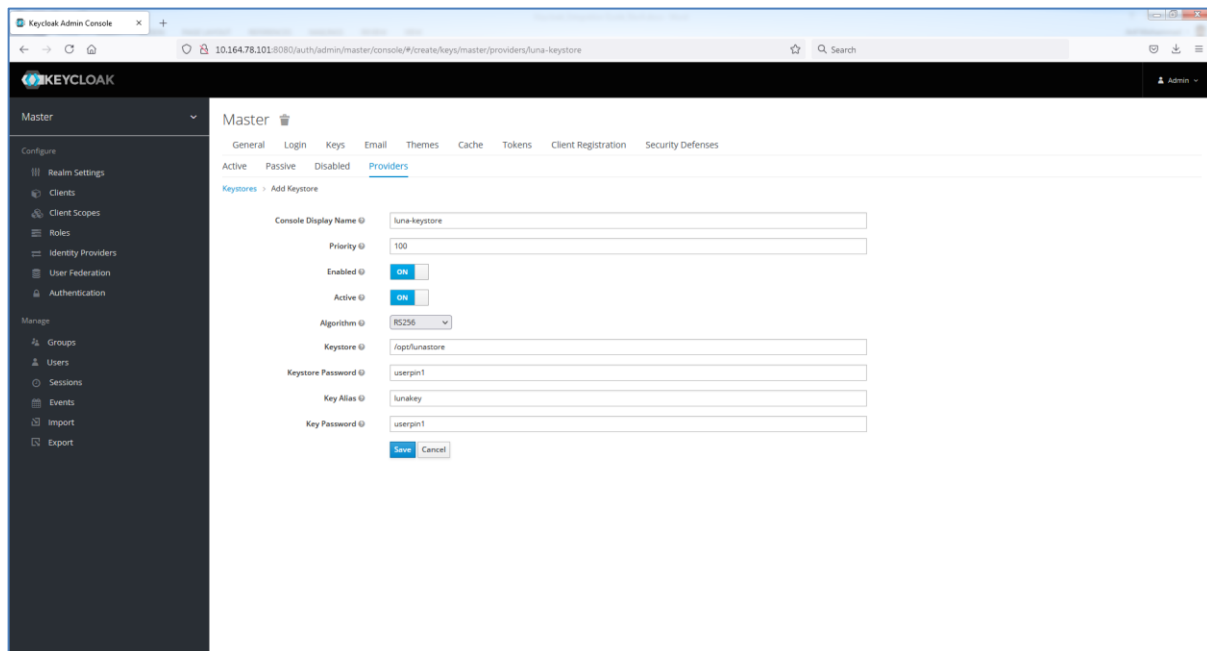 Keycloak Admin Console × +
10.164.78.101:8080/auth/admin/master/console/#/create/keys/master/providers/luna-keystore Search
KEYCLOAK Admin
Master
Configure
Realm Settings
Clients
Client Scopes
Roles
Identity Providers
User Federation
Authentication
Manage
Groups
Users
Sessions
Events
Import
Export
Master
General Login Keys Email Themes Cache Tokens Client Registration Security Defenses
Active Passive Disabled Providers
Keystores > Add Keystore
Console Display Name luna-keystore
Priority 100
Enabled ON
Active ON
Algorithm RS256
Keystore /opt/lunastore
Keystore Password userpin1
Key Alias lunakey
Key Password userpin1
Save Cancel